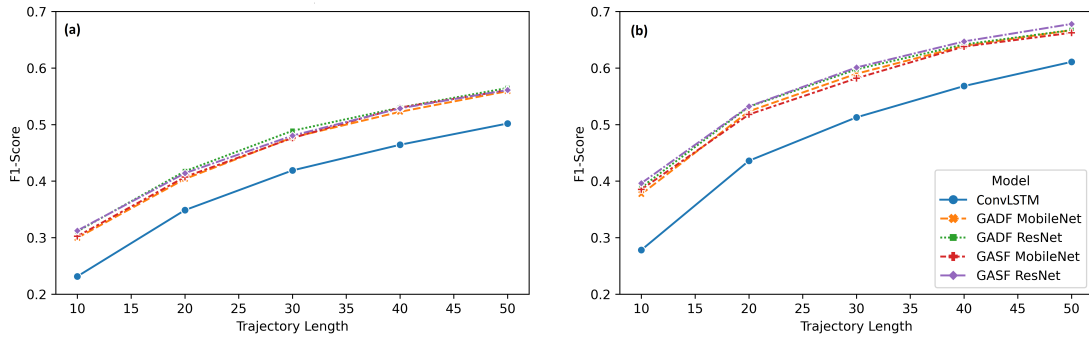 (a)
F1-Score
0.7
0.6
0.5
0.4
0.3
0.2
10 15 20 25 30 35 40 45 50
Trajectory Length
(b)
F1-Score
0.7
0.6
0.5
0.4
0.3
0.2
10 15 20 25 30 35 40 45 50
Trajectory Length
Model
ConvLSTM
GADF MobileNet
GADF ResNet
GASF MobileNet
GASF ResNet